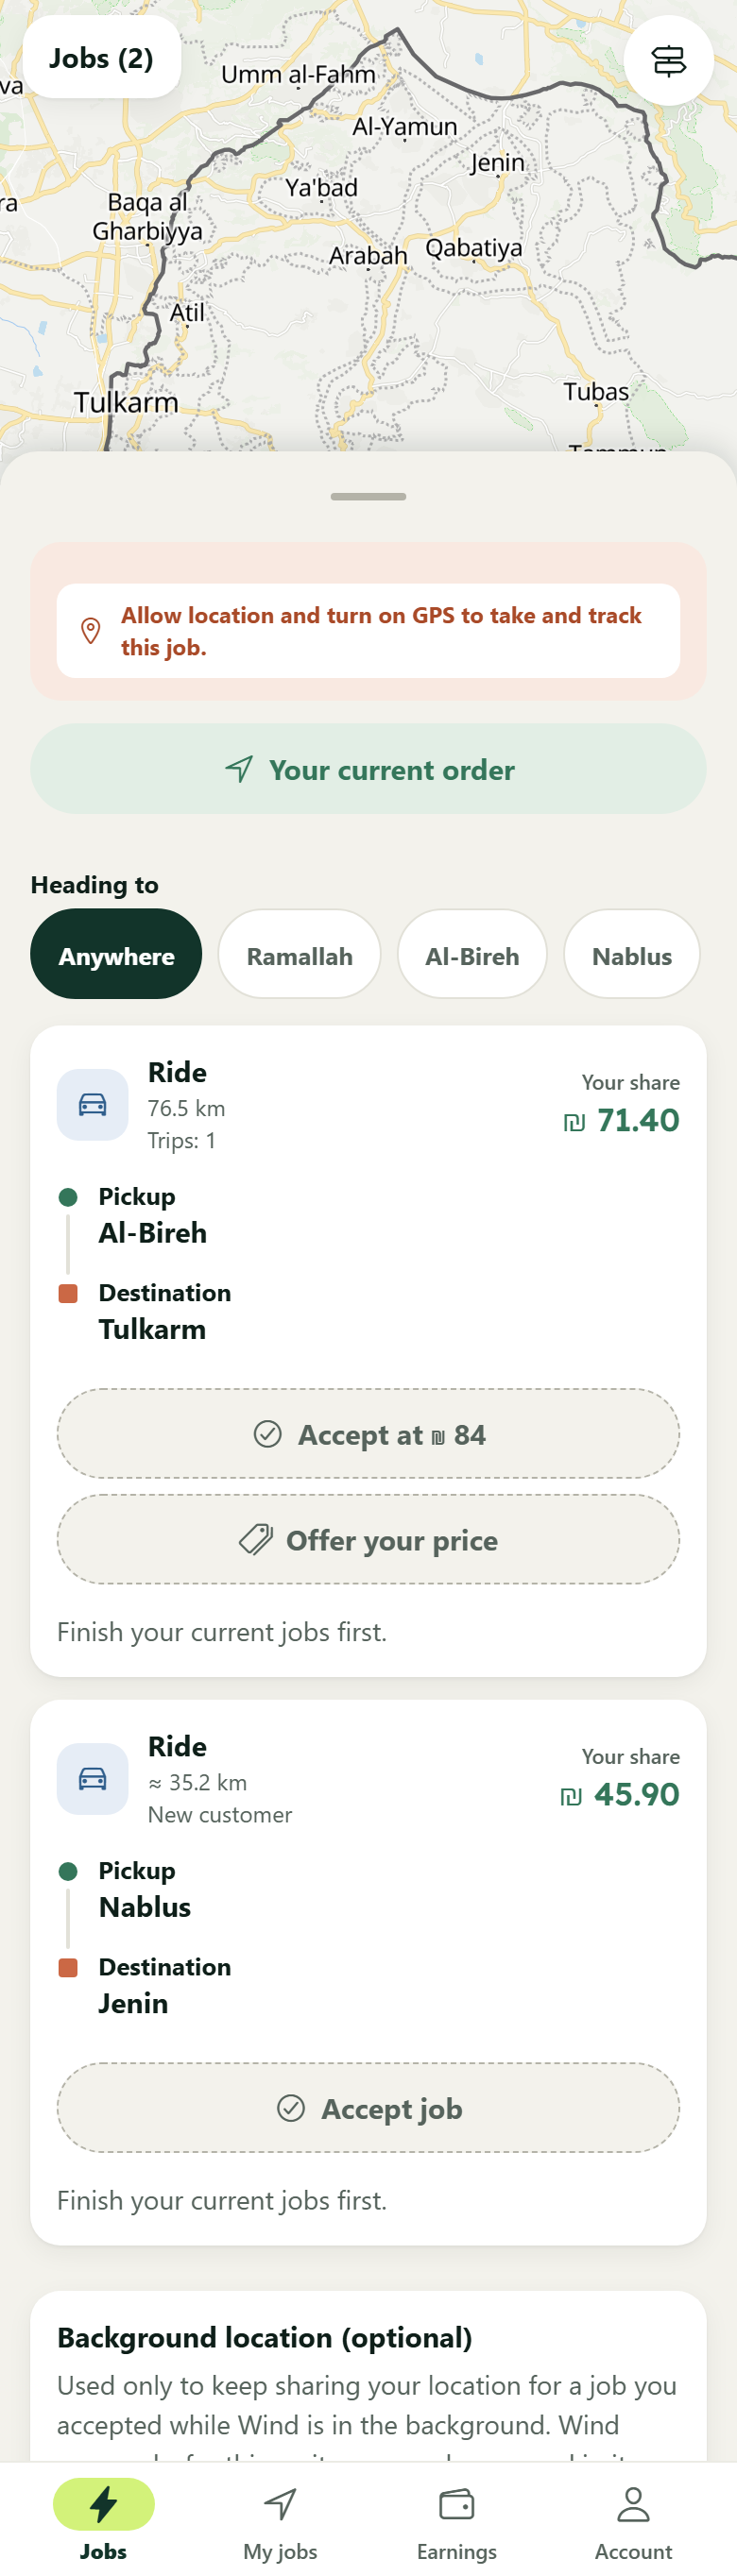 Jobs (2)
Umm al-Fahm
va
Al-Yamun
Jenin
Ya'bad
ra
Baqa al
Gharbiyya
Arabah
Qabatiya
Atil
Tulkarm
Tubas
Allow location and turn on GPS to take and track
this job.
Your current order
Heading to
Anywhere
Ramallah
Al-Bireh
Nablus
Ride
76.5 km
Trips: 1
Your share
₪ 71.40
Pickup
Al-Bireh
Destination
Tulkarm
Accept at ₪ 84
Offer your price
Finish your current jobs first.
Ride
≈ 35.2 km
New customer
Your share
₪ 45.90
Pickup
Nablus
Destination
Jenin
Accept job
Finish your current jobs first.
Background location (optional)
Used only to keep sharing your location for a job you
accepted while Wind is in the background. Wind
Jobs
My jobs
Earnings
Account